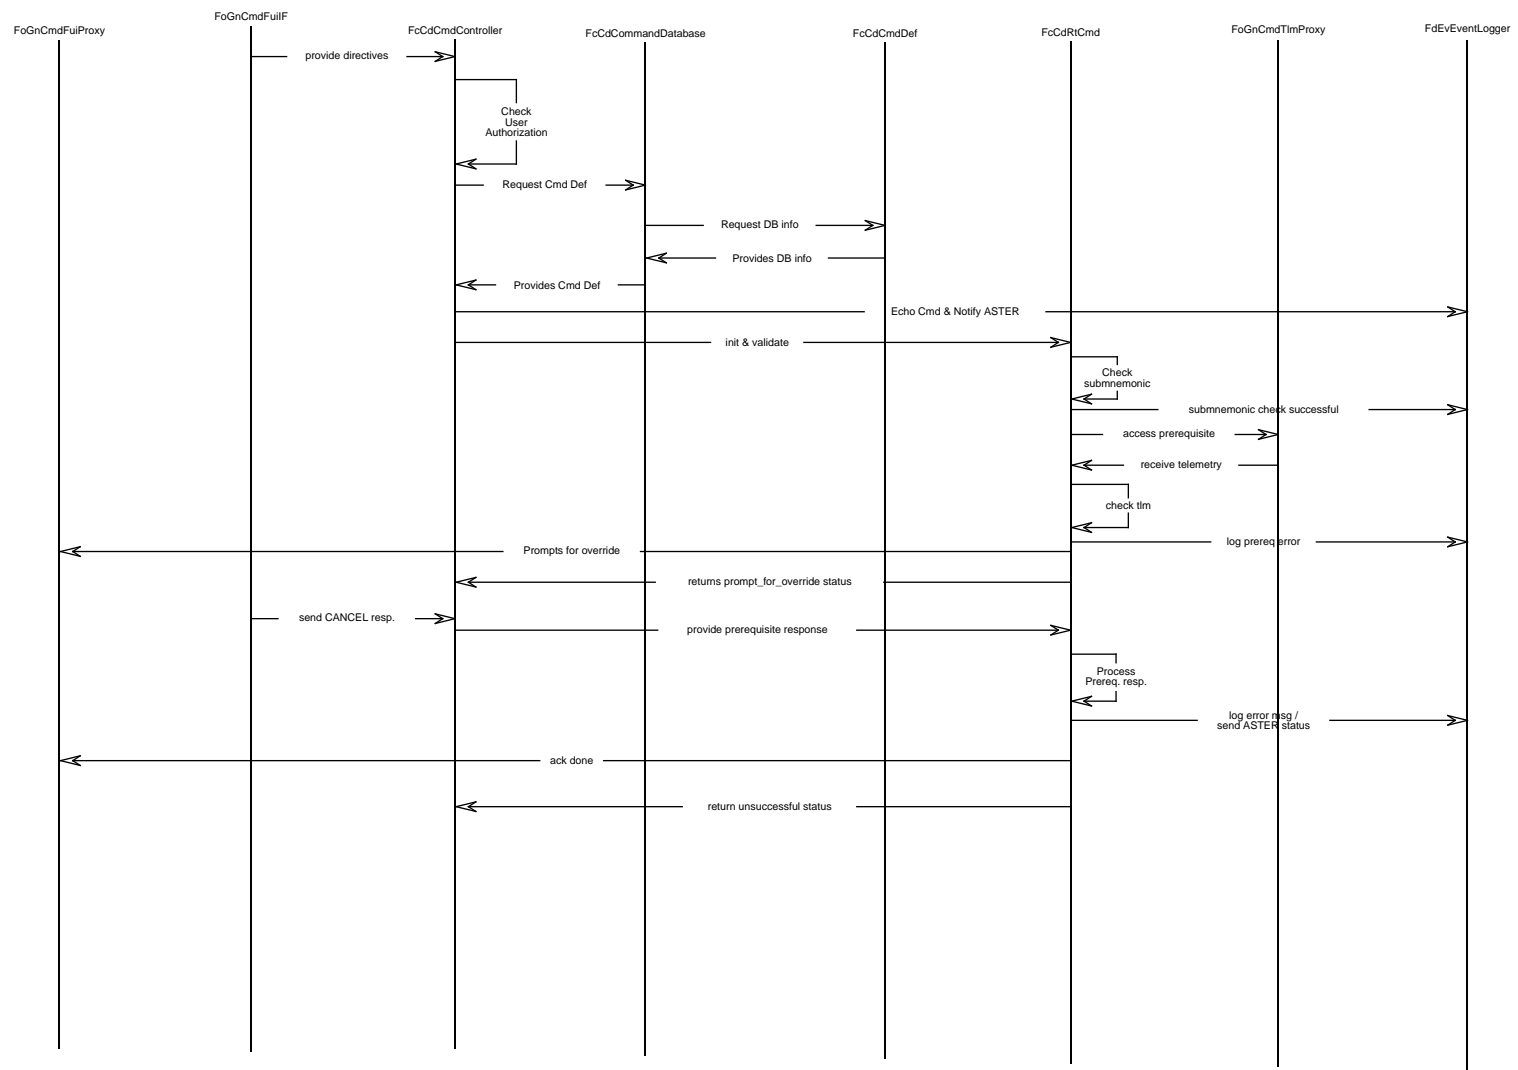 FoGnCmdFuiProxy
FoGnCmdFuiIF
FcCdCmdController
FcCdCommandDatabase
FcCdCmdDef
FcCdRtCmd
FoGnCmdTlmProxy
FdEvEventLogger
provide directives
Check
User
Authorization
Request Cmd Def
Request DB info
Provides DB info
Provides Cmd Def
Echo Cmd & Notify ASTER
init & validate
Check
submnemonic
submnemonic check successful
access prerequisite
receive telemetry
check tlm
log prereq error
Prompts for override
returns prompt_for_override status
send CANCEL resp.
provide prerequisite response
Process
Prereq. resp.
log error msg /
send ASTER status
ack done
return unsuccessful status